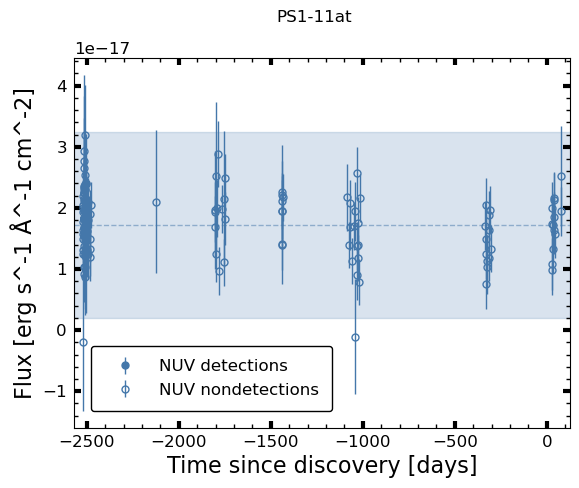 PS1-11at
1e−17
4
3
2
1
0
−1
Flux [erg s^-1 Å^-1 cm^-2]
NUV detections
NUV nondetections
−2500 −2000 −1500 −1000 −500 0
Time since discovery [days]